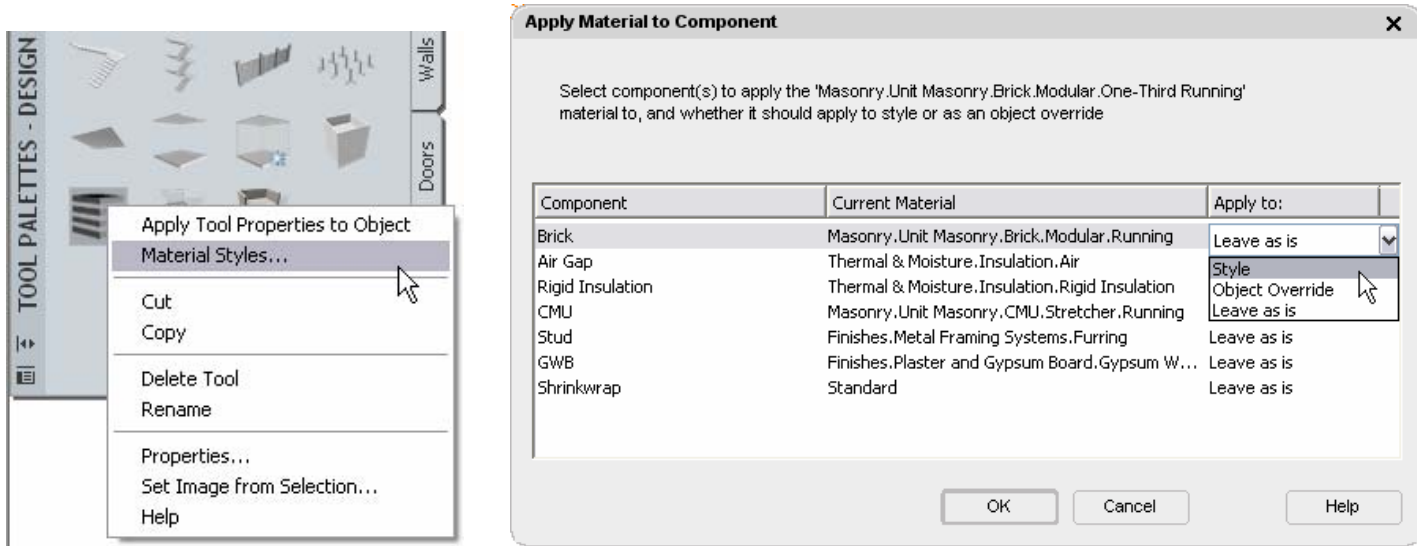 TOOL PALETTES - DESIGN
Walls
Doors
Apply Tool Properties to Object
Material Styles...
Cut
Copy
Delete Tool
Rename
Properties...
Set Image from Selection...
Help
Apply Material to Component
Select component(s) to apply the 'Masonry.Unit Masonry.Brick.Modular.One-Third Running'
material to, and whether it should apply to style or as an object override
Component Current Material Apply to:
Brick Masonry.Unit Masonry.Brick.Modular.Running Leave as is
Air Gap Thermal & Moisture.Insulation.Air Style
Rigid Insulation Thermal & Moisture.Insulation.Rigid Insulation Object Override
CMU Masonry.Unit Masonry.CMU.Stretcher.Running Leave as is
Stud Finishes.Metal Framing Systems.Furring Leave as is
GWB Finishes.Plaster and Gypsum Board.Gypsum W... Leave as is
Shrinkwrap Standard Leave as is
OK Cancel Help